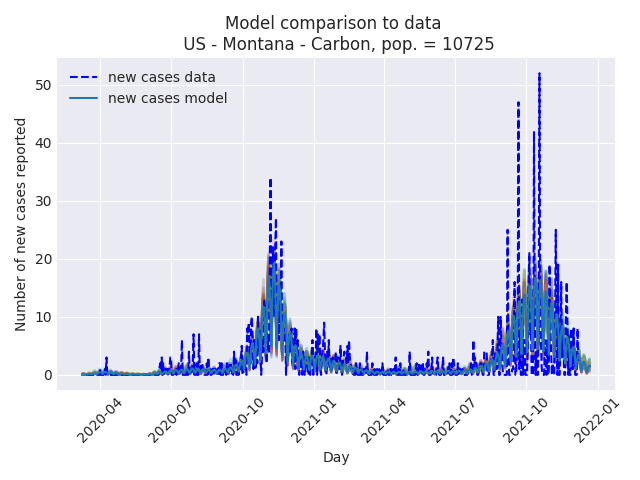 Model comparison to data
US - Montana - Carbon, pop. = 10725
new cases data
new cases model
Number of new cases reported
50
40
30
20
10
0
2020-04
2020-07
2020-10
2021-01
2021-04
2021-07
2021-10
2022-01
Day